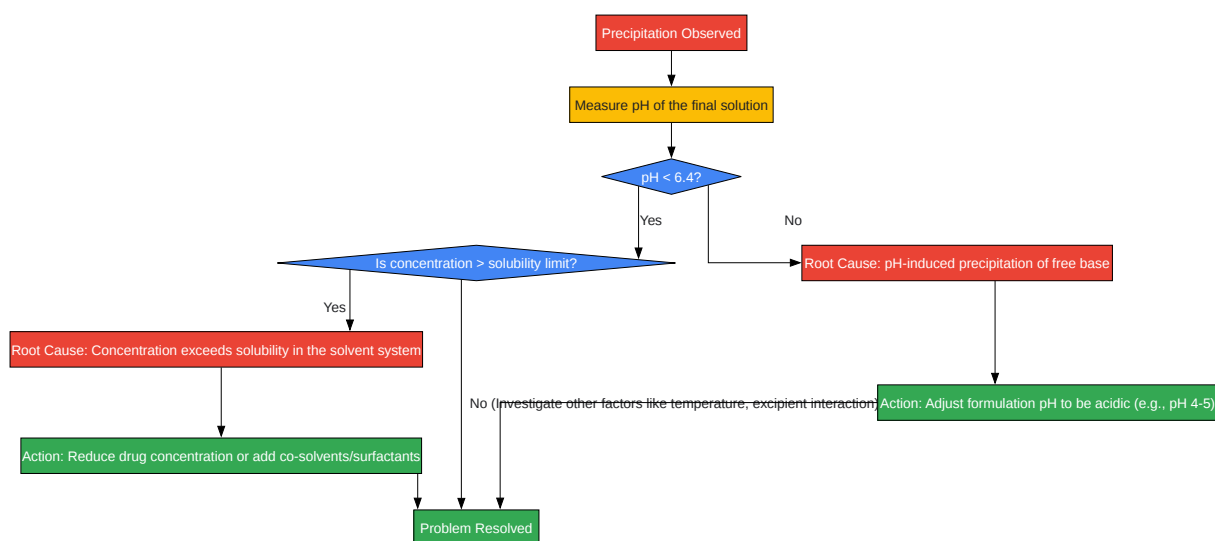 Precipitation Observed
Measure pH of the final solution
pH < 6.4?
Yes
No
Is concentration > solubility limit?
Root Cause: pH-induced precipitation of free base
Yes
Root Cause: Concentration exceeds solubility in the solvent system
No (Investigate other factors like temperature, excipient interaction)
Action: Adjust formulation pH to be acidic (e.g., pH 4-5)
Action: Reduce drug concentration or add co-solvents/surfactants
Problem Resolved